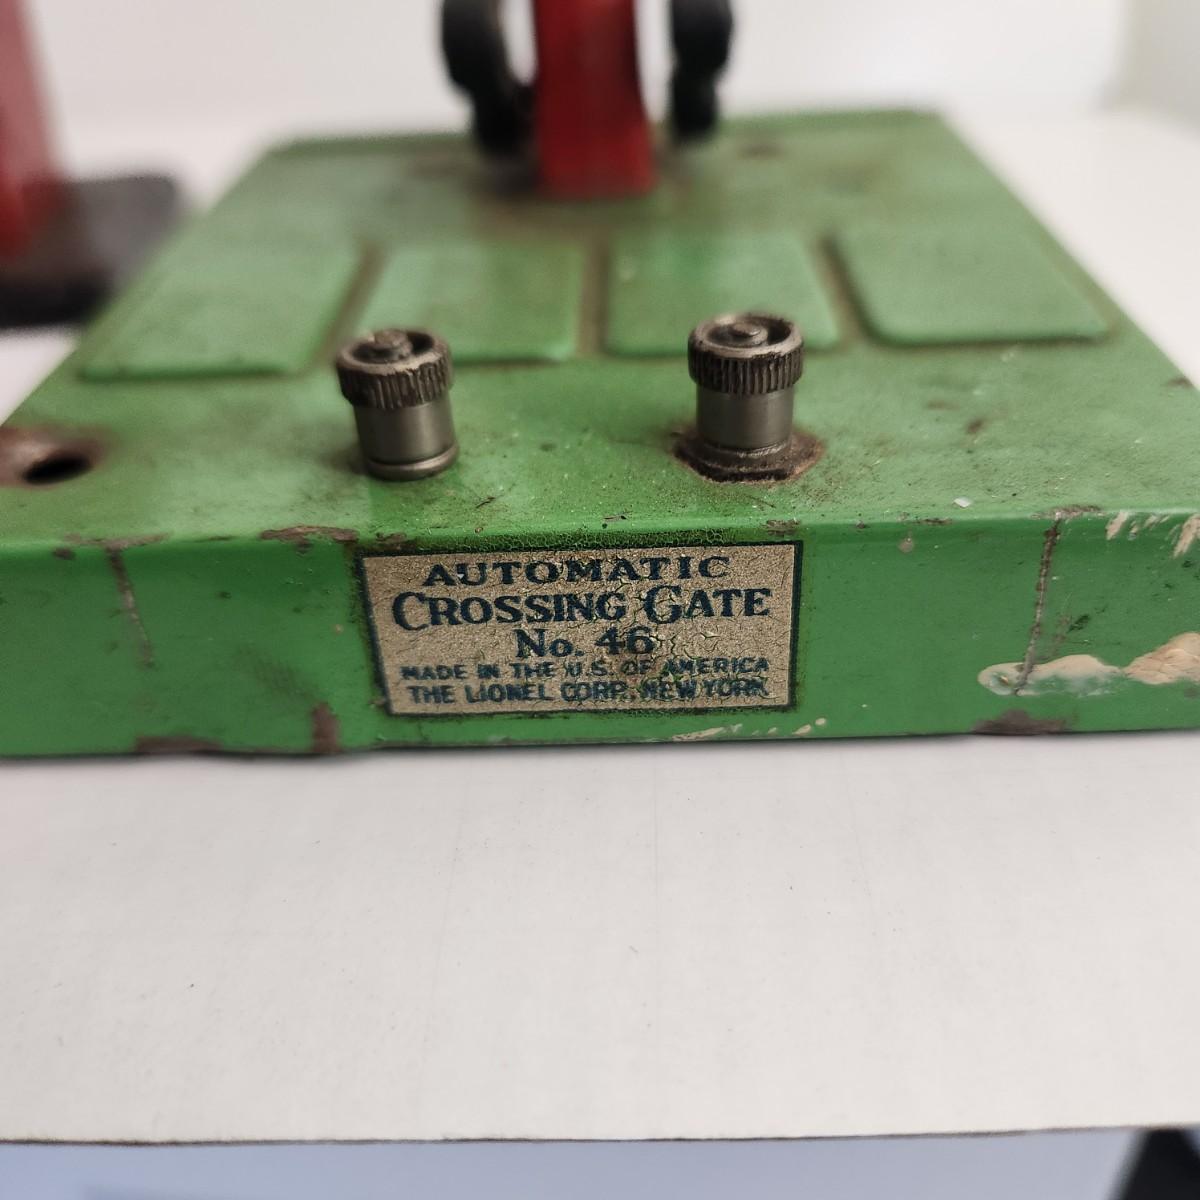 AUTOMATIC
CROSSING GATE
No. 46
MADE IN THE U.S. OF AMERICA
THE LIONEL CORP., NEW YORK